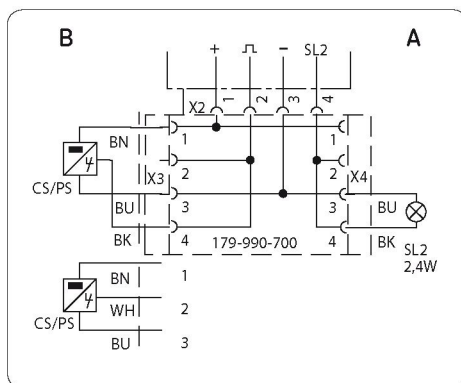 B
A
+
⎍
−
SL2
X2
1
2
3
4
BN
1
1
X3
2
2
X4
CS/PS
BU
3
3
BU
BK
4
179-990-700
4
BK
SL2
2,4W
BN
1
WH
2
CS/PS
BU
3